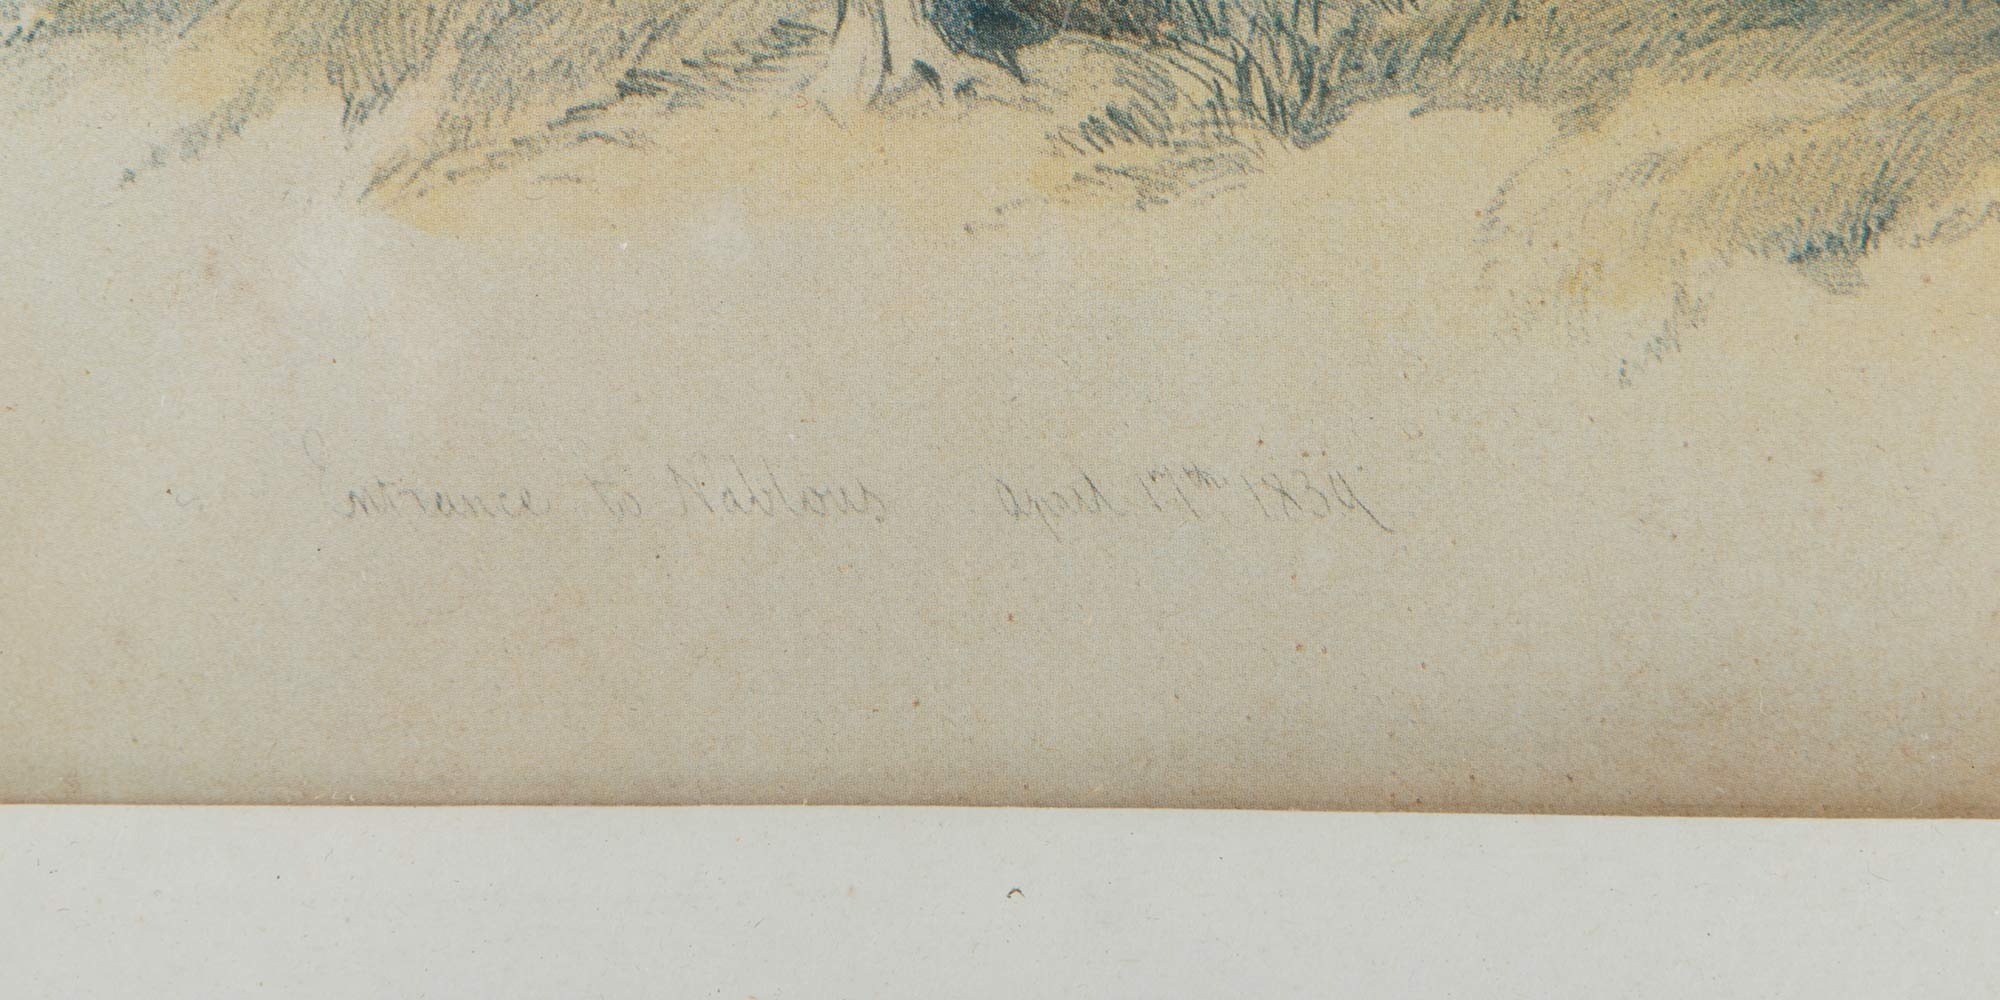 Entrance to Nablous April 17th 1839